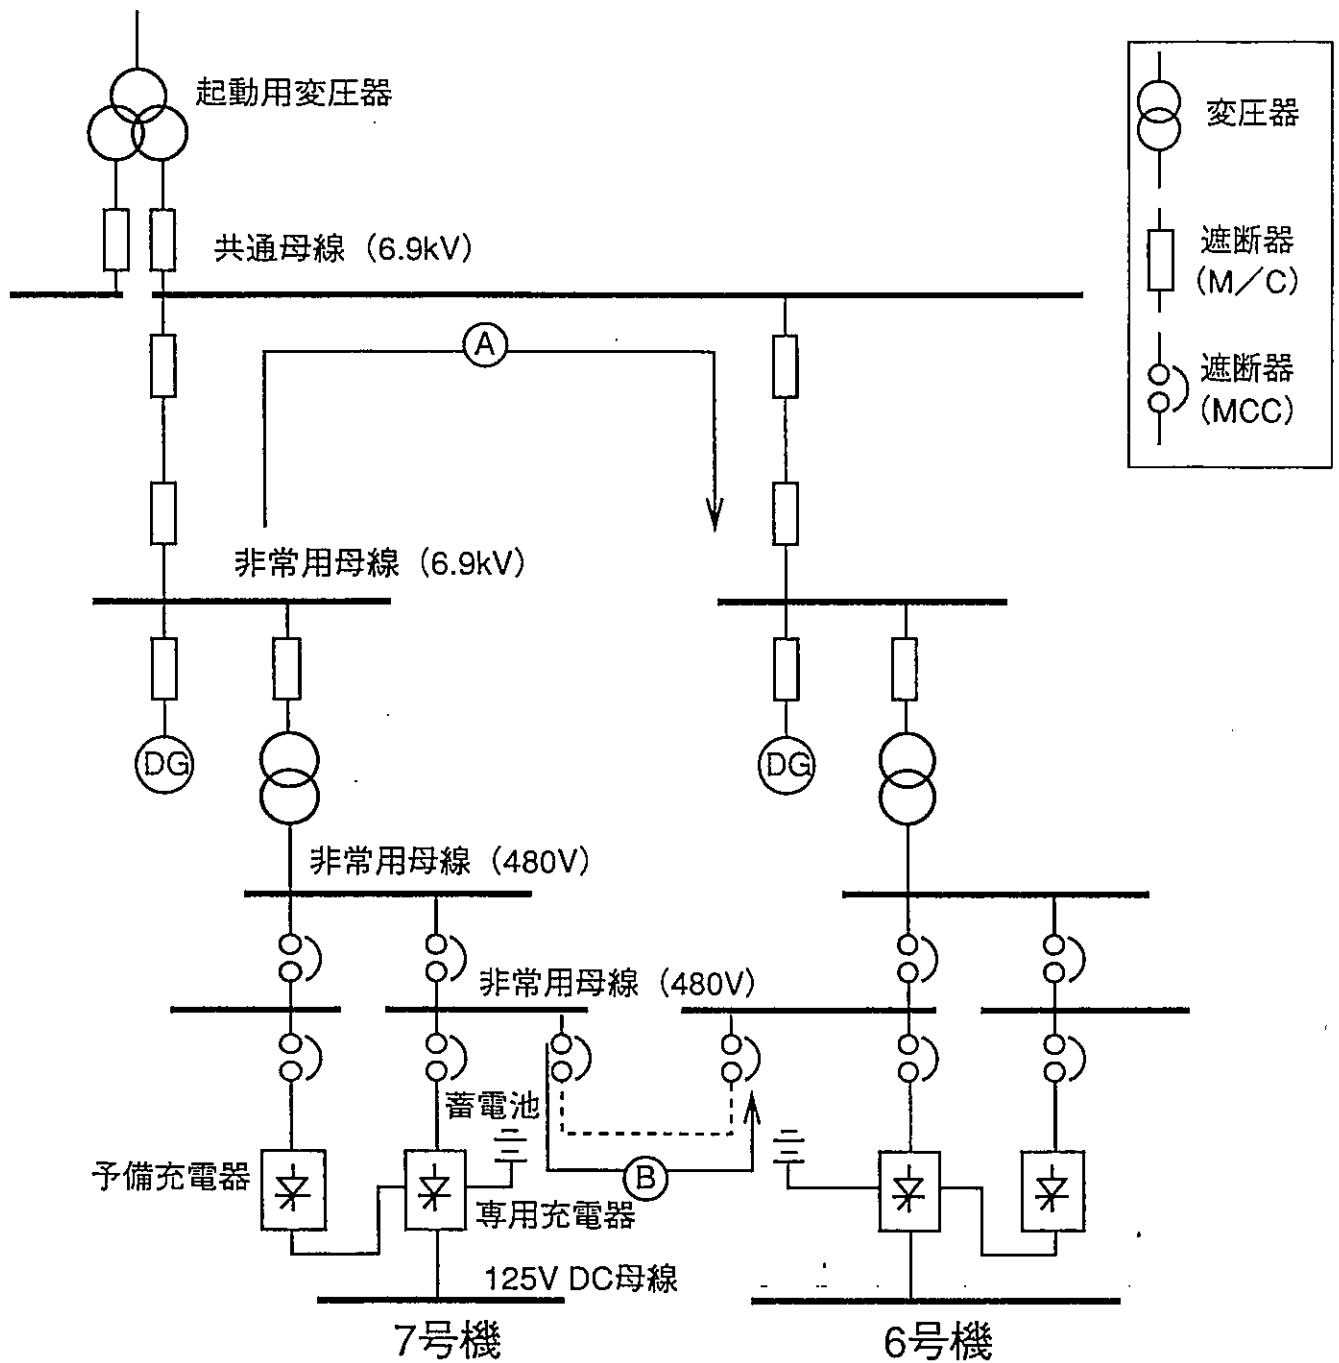 起動用変圧器
変圧器
共通母線（6.9kV）
遮断器
（M／C）
A
遮断器
（MCC）
非常用母線（6.9kV）
DG
DG
非常用母線（480V）
非常用母線（480V）
蓄電池
予備充電器
B
専用充電器
125V DC母線
7号機
6号機